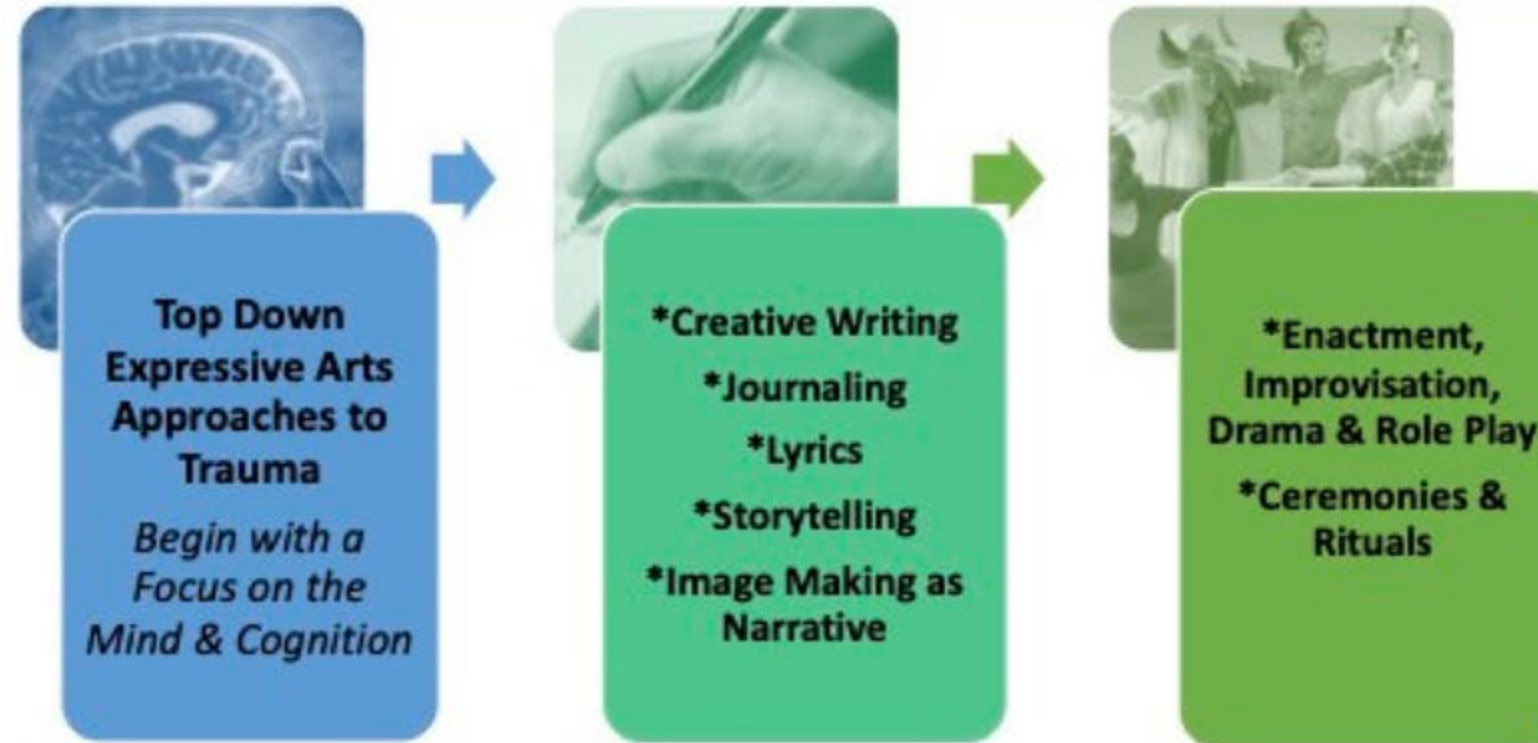 Top Down
Expressive Arts
Approaches to
Trauma
Begin with a
Focus on the
Mind & Cognition
*Creative Writing
*Journaling
*Lyrics
*Storytelling
*Image Making as
Narrative
*Enactment,
Improvisation,
Drama & Role Play
*Ceremonies &
Rituals